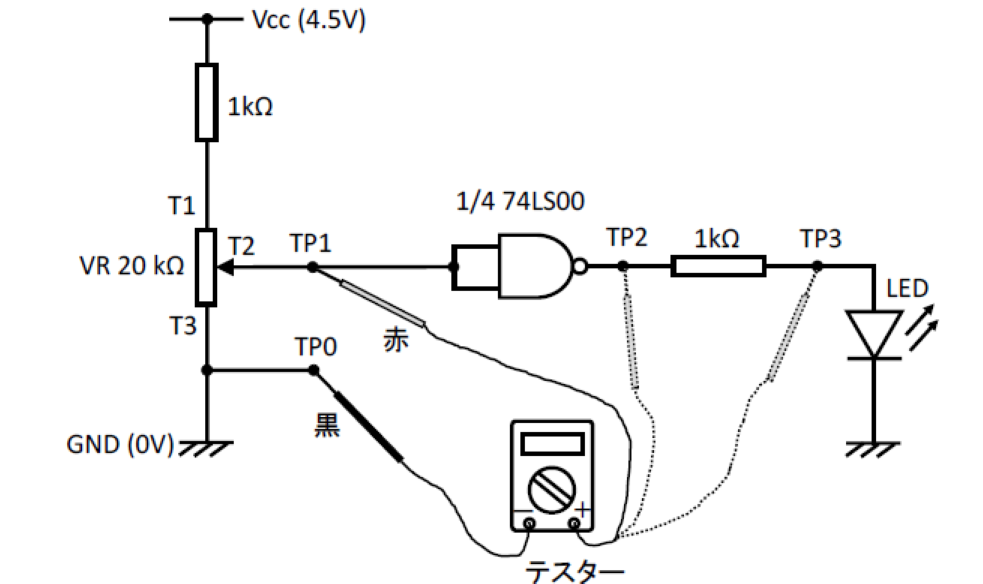 Vcc (4.5V)
1kΩ
T1
1/4 74LS00
T2
TP1
TP2
1kΩ
TP3
VR 20 kΩ
LED
T3
赤
TP0
黒
GND (0V)
− +
テスター